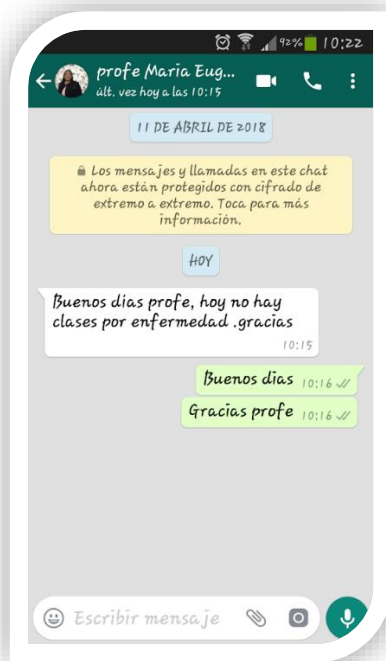 92% 10:22
profe Maria Eug...
últ. vez hoy a las 10:15
11 DE ABRIL DE 2018
Los mensajes y llamadas en este chat
ahora están protegidos con cifrado de
extremo a extremo. Toca para más
información.
HOY
Buenos días profe, hoy no hay
clases por enfermedad .gracias
10:15
Buenos días 10:16
Gracias profe 10:16
Escribir mensaje